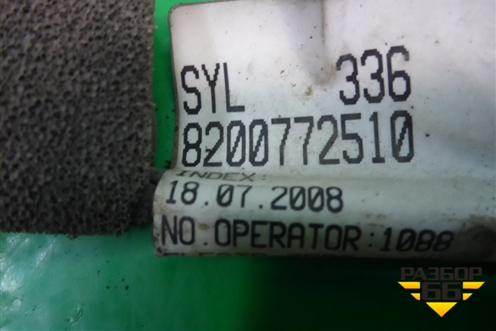 SYL 336
8200772510
INDEX:
18.07.2008
NO.OPERATOR:1088
РАЗБОР
66